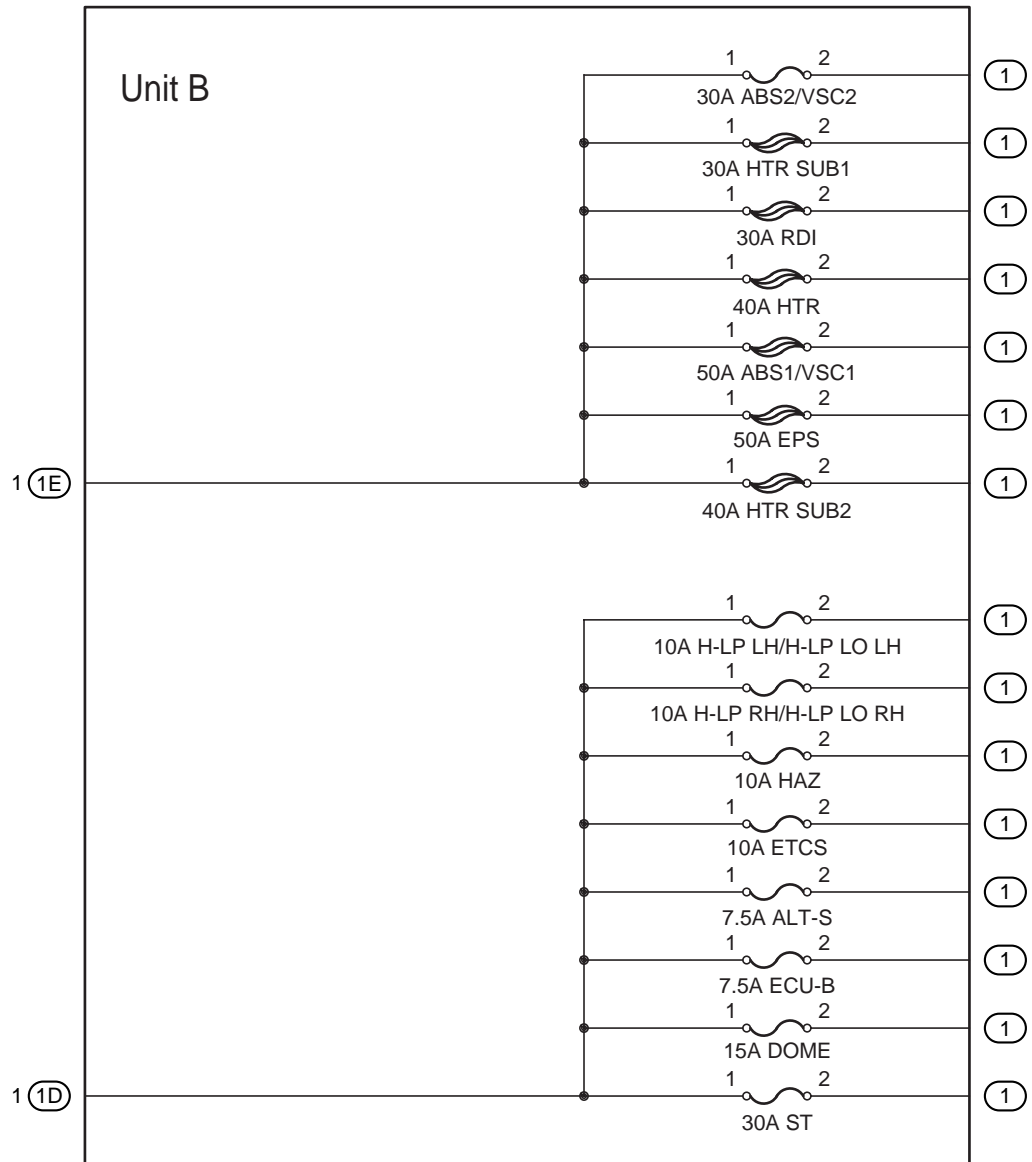 Unit B
1 2 1
30A ABS2/VSC2
1 2 1
30A HTR SUB1
1 2 1
30A RDI
1 2 1
40A HTR
1 2 1
50A ABS1/VSC1
1 2 1
50A EPS
1 1E 1 2 1
40A HTR SUB2
1 2 1
10A H-LP LH/H-LP LO LH
1 2 1
10A H-LP RH/H-LP LO RH
1 2 1
10A HAZ
1 2 1
10A ETCS
1 2 1
7.5A ALT-S
1 2 1
7.5A ECU-B
1 2 1
15A DOME
1 1D 1 2 1
30A ST